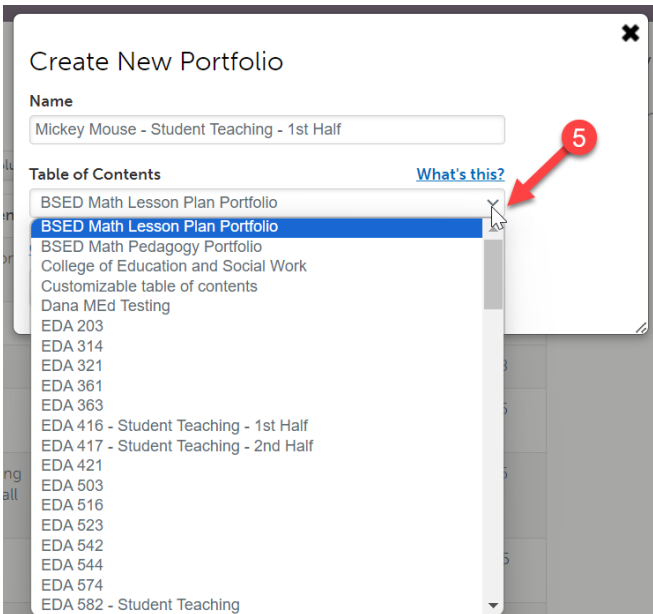 Create New Portfolio
Name
Mickey Mouse - Student Teaching - 1st Half
5
Table of Contents What's this?
BSED Math Lesson Plan Portfolio
BSED Math Lesson Plan Portfolio
BSED Math Pedagogy Portfolio
College of Education and Social Work
Customizable table of contents
Dana MEd Testing
EDA 203
EDA 314
EDA 321
EDA 361
EDA 363
EDA 416 - Student Teaching - 1st Half
EDA 417 - Student Teaching - 2nd Half
EDA 421
EDA 503
EDA 516
EDA 523
EDA 542
EDA 544
EDA 574
EDA 582 - Student Teaching